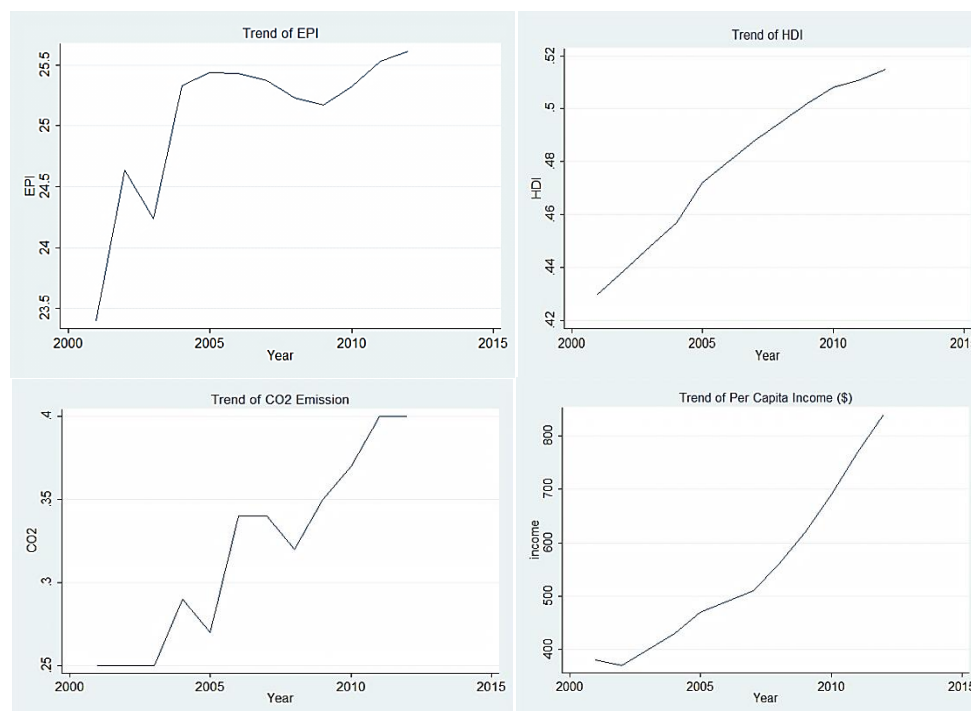 Trend of EPI
25.5
25
24.5
24
23.5
EPI
2000
2005
2010
2015
Year
Trend of HDI
.52
.5
.48
.46
.44
.42
HDI
2000
2005
2010
Year
Trend of CO2 Emission
.4
.35
.3
.25
CO2
2000
2005
2010
2015
Year
Trend of Per Capita Income ($)
800
700
600
500
400
income
2000
2005
2010
Year